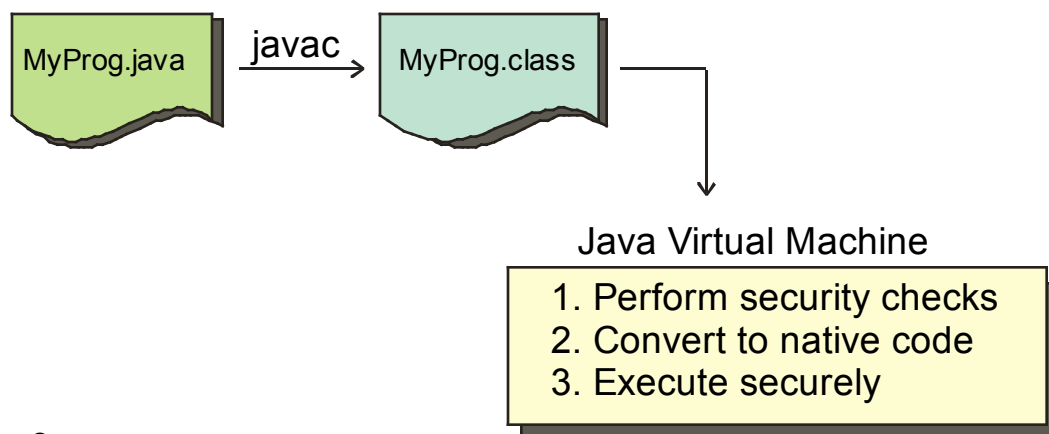 MyProg.java
javac
MyProg.class
Java Virtual Machine
1. Perform security checks
2. Convert to native code
3. Execute securely